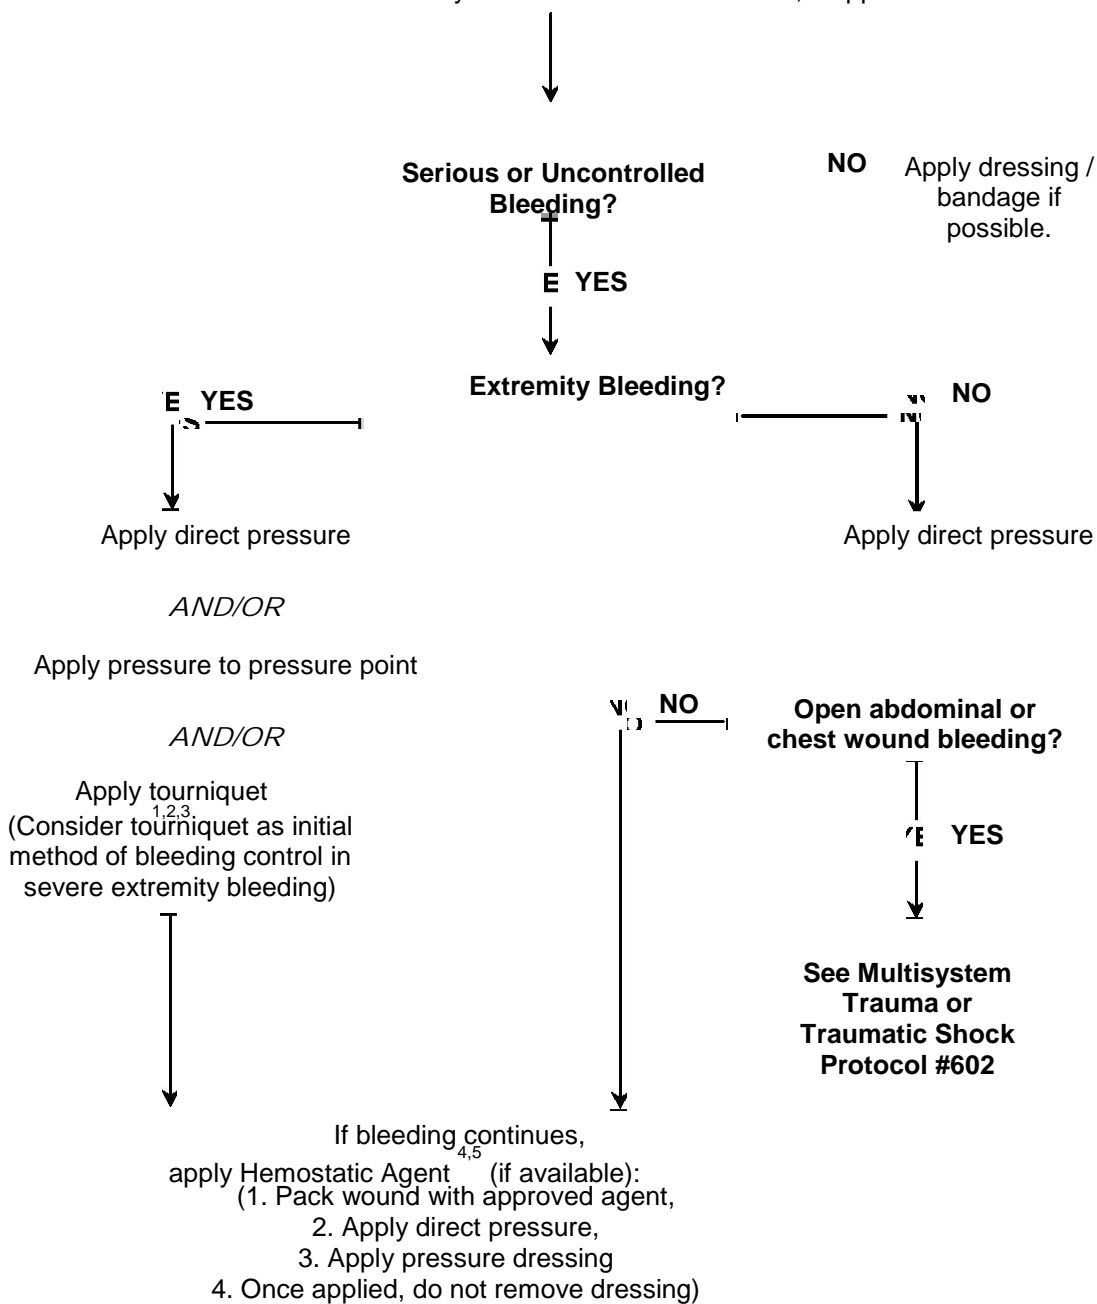 Serious or Uncontrolled
Bleeding?
NO
Apply dressing /
bandage if
possible.
E YES
Extremity Bleeding?
E YES
S
NO
Apply direct pressure
Apply direct pressure
AND/OR
Apply pressure to pressure point
NO
Open abdominal or
chest wound bleeding?
AND/OR
Apply tourniquet
1,2,3
(Consider tourniquet as initial
method of bleeding control in
severe extremity bleeding)
YES
See Multisystem
Trauma or
Traumatic Shock
Protocol #602
If bleeding continues,
apply Hemostatic Agent 4,5 (if available):
(1. Pack wound with approved agent,
2. Apply direct pressure,
3. Apply pressure dressing
4. Once applied, do not remove dressing)